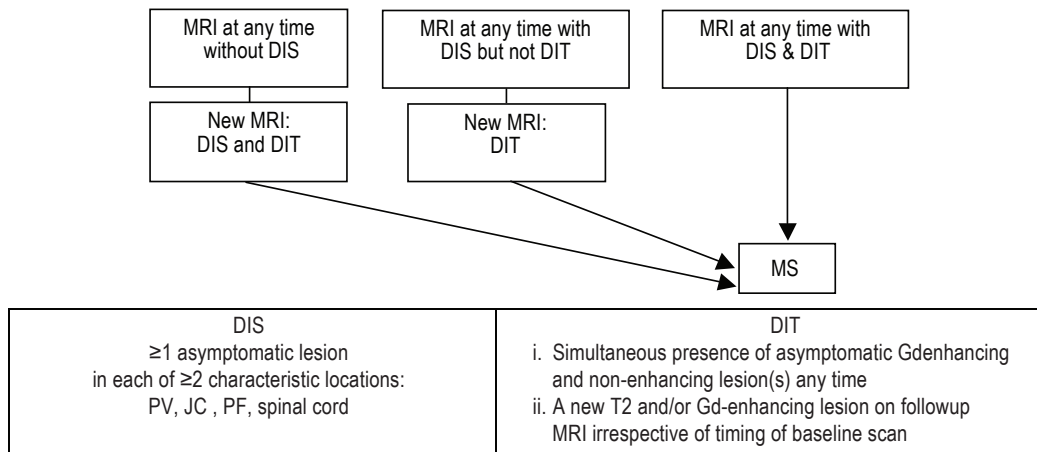 MRI at any time
without DIS
MRI at any time with
DIS but not DIT
MRI at any time with
DIS & DIT
New MRI:
DIS and DIT
New MRI:
DIT
MS
DIS
≥1 asymptomatic lesion
in each of ≥2 characteristic locations:
PV, JC , PF, spinal cord
DIT
i. Simultaneous presence of asymptomatic Gdenhancing
and non-enhancing lesion(s) any time
ii. A new T2 and/or Gd-enhancing lesion on followup
MRI irrespective of timing of baseline scan